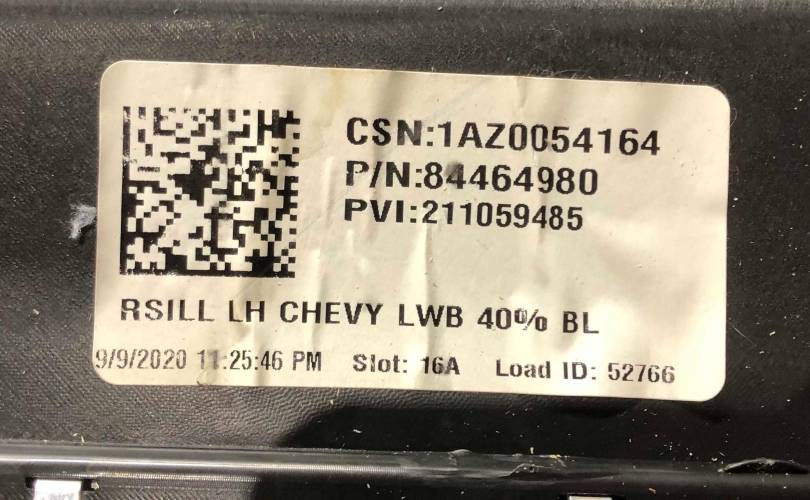 CSN:1AZ0054164
P/N:84464980
PVI:211059485
RSILL LH CHEVY LWB 40% BL
9/9/2020 11:25:46 PM Slot: 16A Load ID: 52766